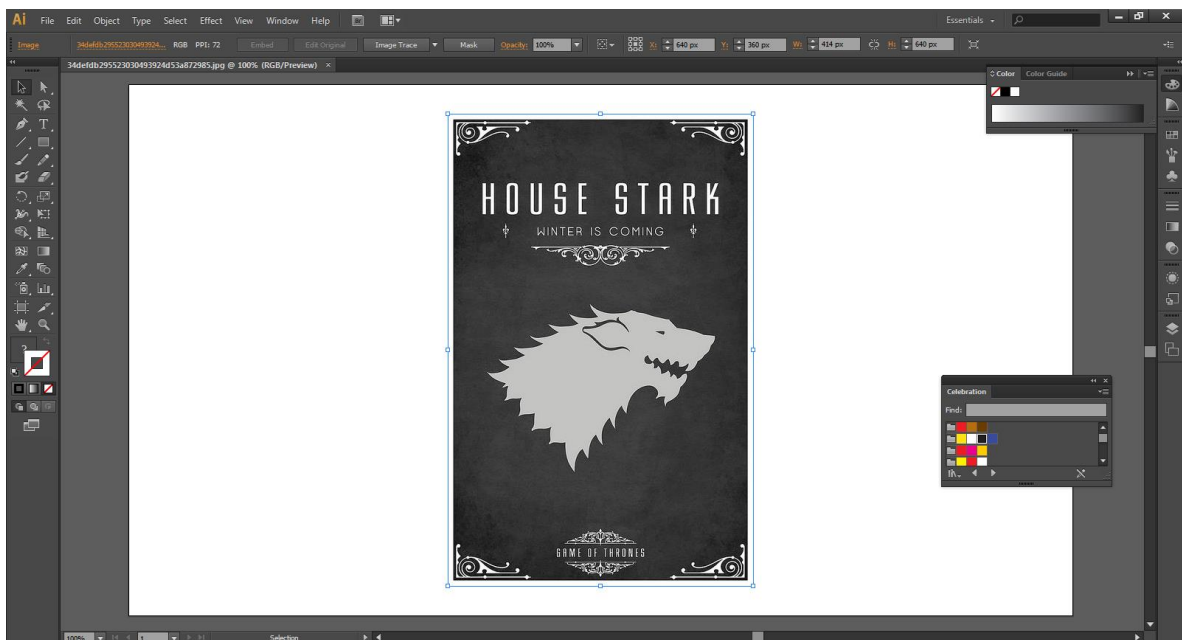 Ai File Edit Object Type Select Effect View Window Help Br Essentials
Image 34defdb295523030493924... RGB PPI: 72 Embed Edit Original Image Trace Mask Opacity: 100% X: 640 px Y: 360 px W: 414 px H: 640 px
34defdb295523030493924d53a872985.jpg @ 100% (RGB/Preview) ×
Color Color Guide
HOUSE STARK
WINTER IS COMING
GAME OF THRONES
Celebration
Find:
?
100% 1 Selection